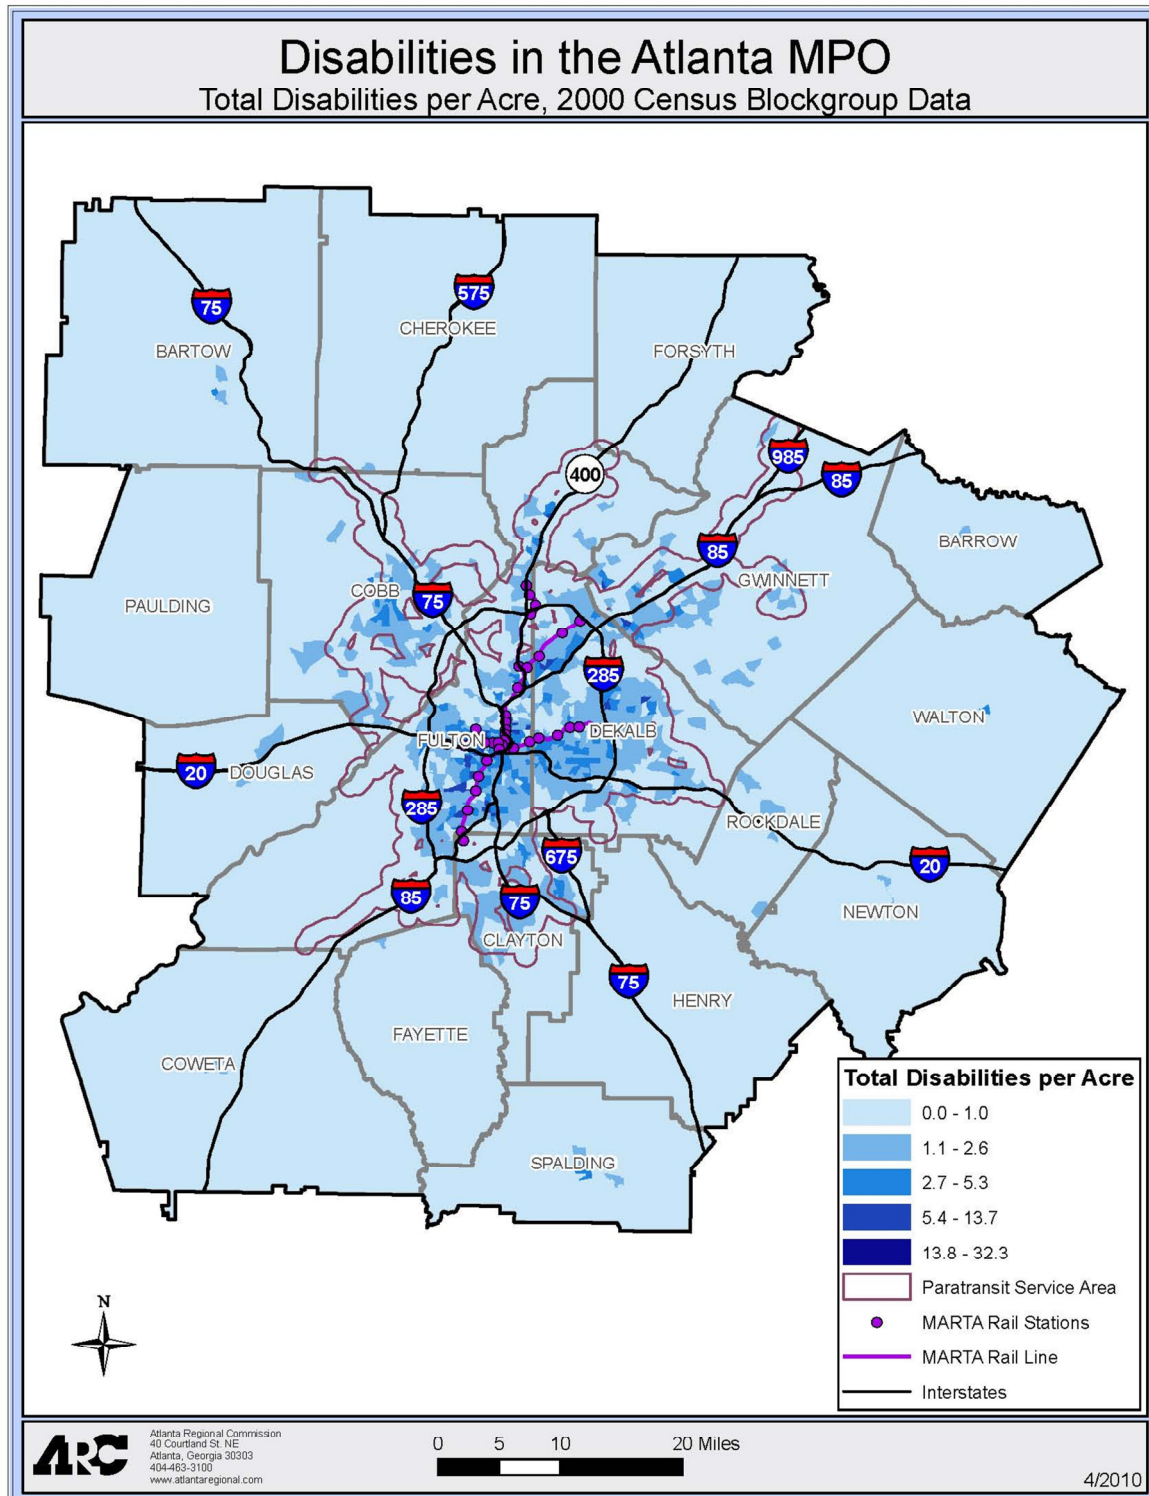 Disabilities in the Atlanta MPO
Total Disabilities per Acre, 2000 Census Blockgroup Data
75
575
CHEROKEE
BARTOW
FORSYTH
985
400
85
BARROW
85
GWINNETT
COBB
75
PAULDING
285
WALTON
DEKALB
FULTON
20
DOUGLAS
285
ROCKDALE
675
20
85
75
NEWTON
CLAYTON
75
HENRY
FAYETTE
COWETA
SPALDING
Total Disabilities per Acre
0.0 - 1.0
1.1 - 2.6
2.7 - 5.3
5.4 - 13.7
13.8 - 32.3
Paratransit Service Area
MARTA Rail Stations
MARTA Rail Line
Interstates
N
ARC
Atlanta Regional Commission
40 Courtland St. NE
Atlanta, Georgia 30303
404-463-3100
www.atlantaregional.com
0 5 10 20 Miles
4/2010